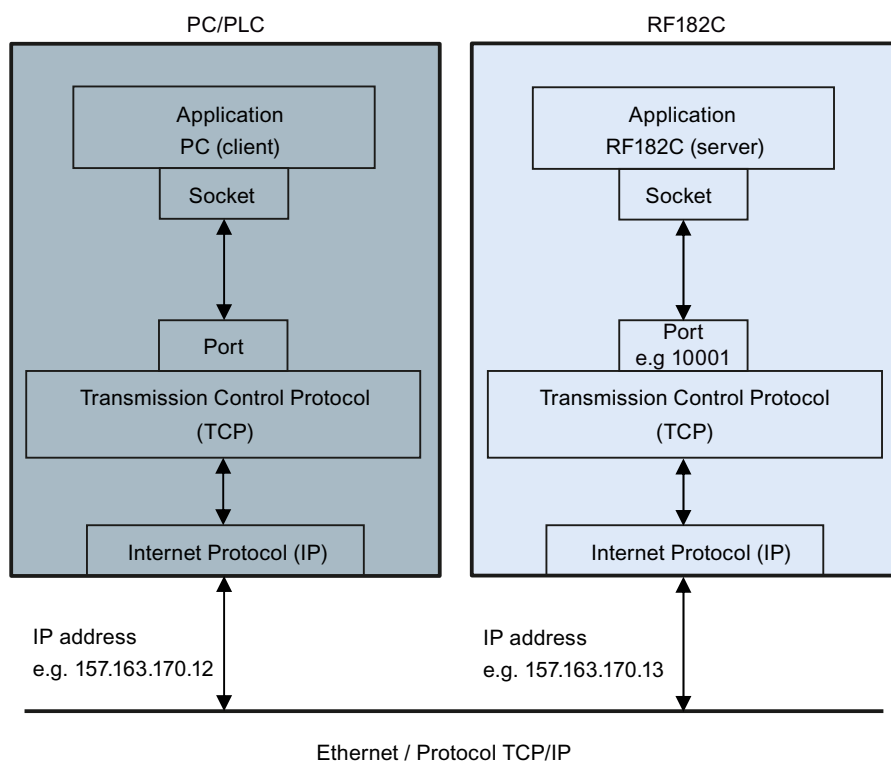 PC/PLC
Application
PC (client)
Socket
Port
Transmission Control Protocol
(TCP)
Internet Protocol (IP)
IP address
e.g. 157.163.170.12
RF182C
Application
RF182C (server)
Socket
Port
e.g 10001
Transmission Control Protocol
(TCP)
Internet Protocol (IP)
IP address
e.g. 157.163.170.13
Ethernet / Protocol TCP/IP